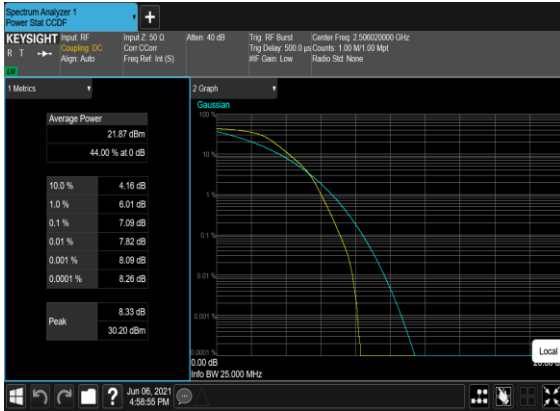 Spectrum Analyzer 1
Power Stat CCDF
KEYSIGHT
R T
Input: RF
Coupling: DC
Align: Auto
Input Z: 50 Ω
Corr CCorr
Freq Ref: Int (S)
Atten: 40 dB
Trig: RF Burst
Trig Delay: 500.0 µs
#IF Gain: Low
Center Freq: 2.506020000 GHz
Counts: 1.00 M/1.00 Mpt
Radio Std: None
1 Metrics
Average Power
21.87 dBm
44.00 % at 0 dB
10.0 % 4.16 dB
1.0 % 6.01 dB
0.1 % 7.09 dB
0.01 % 7.82 dB
0.001 % 8.09 dB
0.0001 % 8.26 dB
Peak
8.33 dB
30.20 dBm
2 Graph
Gaussian
100 %
10 %
1 %
0.1 %
0.01 %
0.001 %
0.0001 %
0.00 dB
Info BW 25.000 MHz
Local
Jun 06, 2021
4:58:55 PM